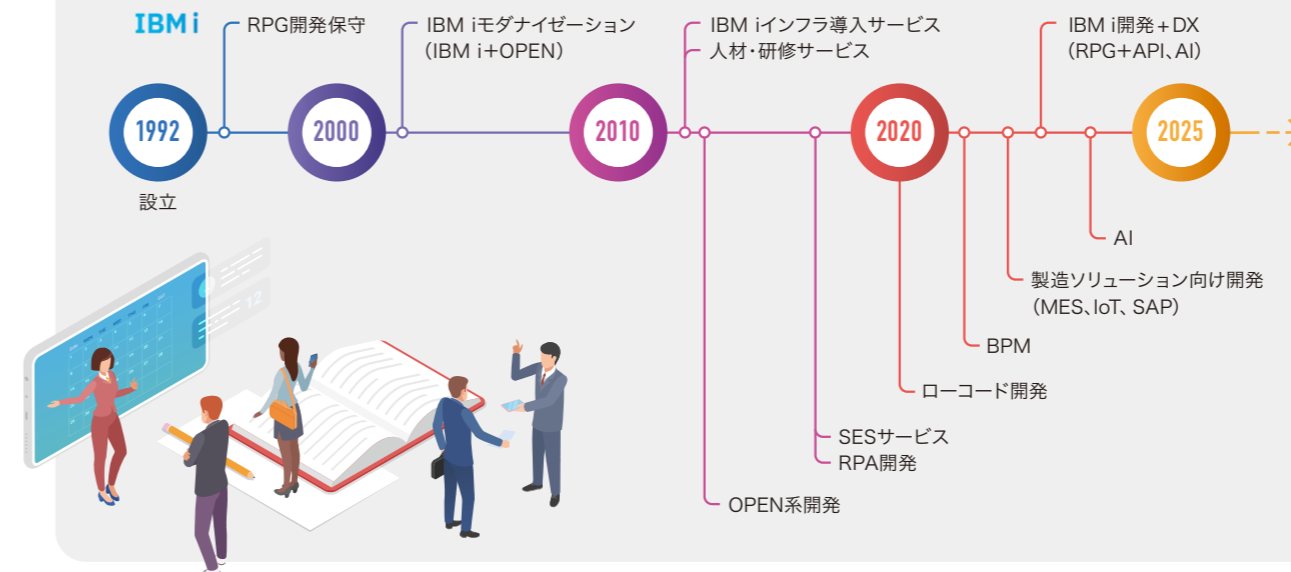 IBM i
RPG開発保守
IBM iモダナイゼーション
（IBM i＋OPEN）
IBM iインフラ導入サービス
人材・研修サービス
IBM i開発＋DX
（RPG＋API、AI）
1992
2000
2010
2020
2025
設立
AI
製造ソリューション向け開発
（MES、IoT、SAP）
BPM
ローコード開発
SESサービス
RPA開発
OPEN系開発
12